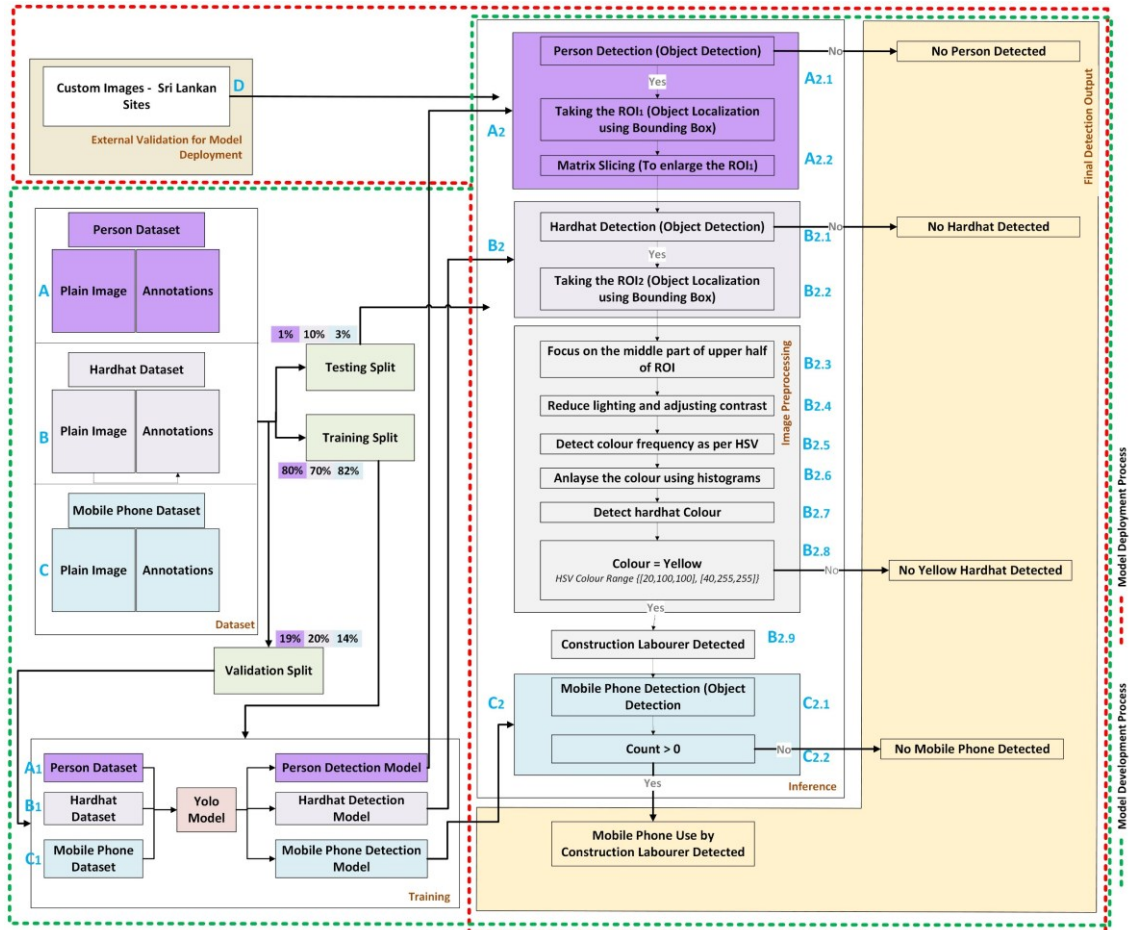 Custom Images - Sri Lankan
Sites
D
External Validation for Model
Deployment
Person Dataset
A
Plain Image
Annotations
Hardhat Dataset
B
Plain Image
Annotations
Mobile Phone Dataset
C
Plain Image
Annotations
Dataset
1% 10% 3%
Testing Split
Training Split
80% 70% 82%
19% 20% 14%
Validation Split
A1
Person Dataset
B1
Hardhat
Dataset
C1
Mobile Phone
Dataset
Yolo
Model
Person Detection Model
Hardhat Detection
Model
Mobile Phone Detection
Model
Training
A2
Person Detection (Object Detection)
No
No Person Detected
A2.1
Yes
Taking the ROI1 (Object Localization
using Bounding Box)
A2.2
Matrix Slicing (To enlarge the ROI1)
B2
Hardhat Detection (Object Detection)
No
No Hardhat Detected
B2.1
Yes
Taking the ROI2 (Object Localization
using Bounding Box)
B2.2
Focus on the middle part of upper half
of ROI
B2.3
Reduce lighting and adjusting contrast
B2.4
Detect colour frequency as per HSV
B2.5
Anlayse the colour using histograms
B2.6
Detect hardhat Colour
B2.7
B2.8
Colour = Yellow
HSV Colour Range {[20,100,100], [40,255,255]}
No
No Yellow Hardhat Detected
Image Preprocessing
Yes
Construction Labourer Detected
B2.9
C2
Mobile Phone Detection (Object
Detection
C2.1
Count > 0
No
No Mobile Phone Detected
C2.2
Yes
Inference
Mobile Phone Use by
Construction Labourer Detected
Final Detection Output
Model Deployment Process
Model Development Process